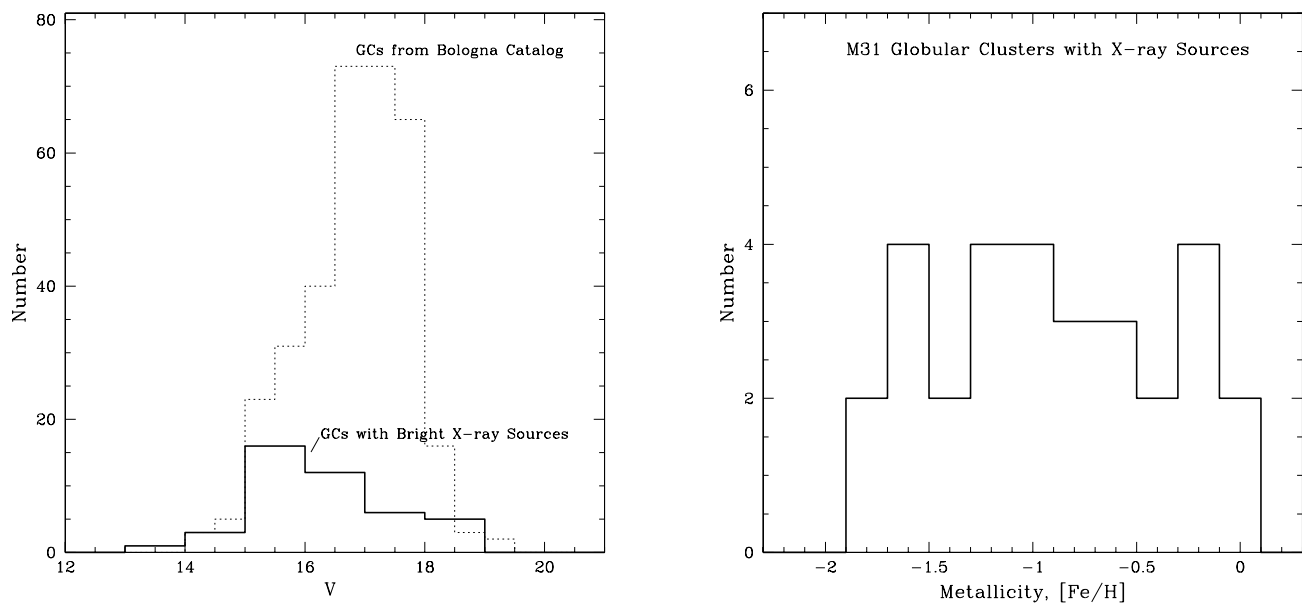 80
60
40
20
0
Number
GCs from Bologna Catalog
GCs with Bright X-ray Sources
12 14 16 18 20
V
6
4
2
0
Number
M31 Globular Clusters with X-ray Sources
-2 -1.5 -1 -0.5 0
Metallicity, [Fe/H]